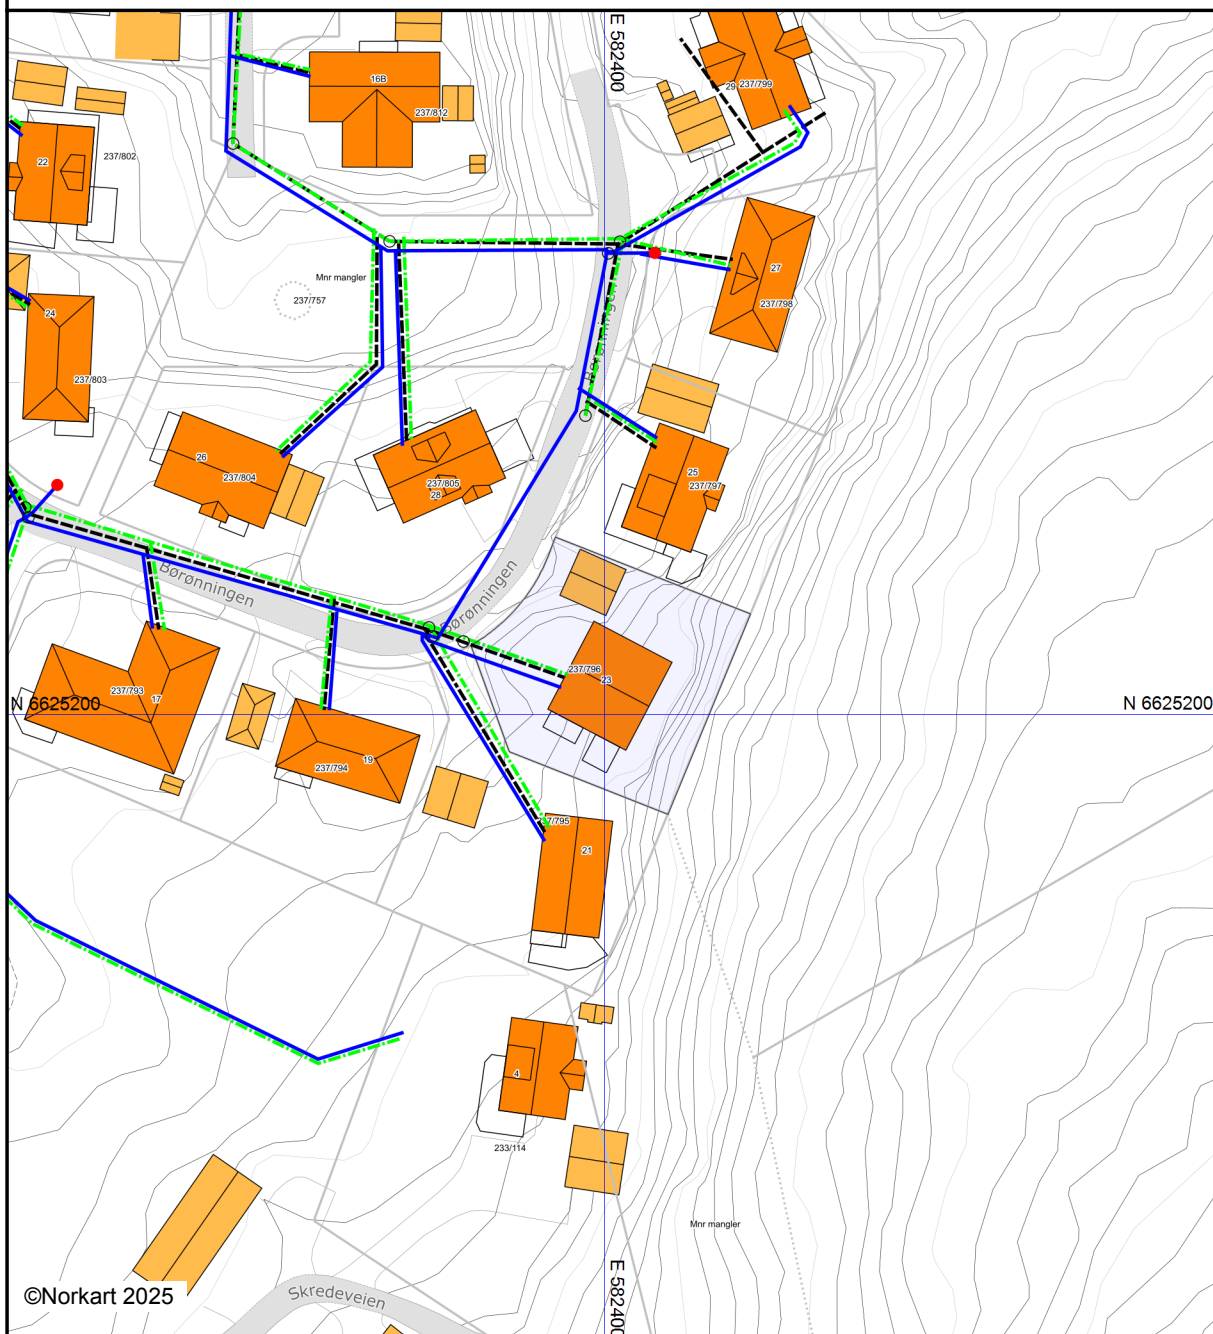 E 582400
16B
237/812
29
237/799
22
237/802
27
237/798
Mnr mangler
237/757
24
237/803
Børønningen
26
237/804
237/805
28
25
237/797
Børønningen
Børønningen
237/796
23
237/793
17
N 6625200
N 6625200
19
237/794
237/795
21
4
233/114
Mnr mangler
E 582400
©Norkart 2025
Skredeveien